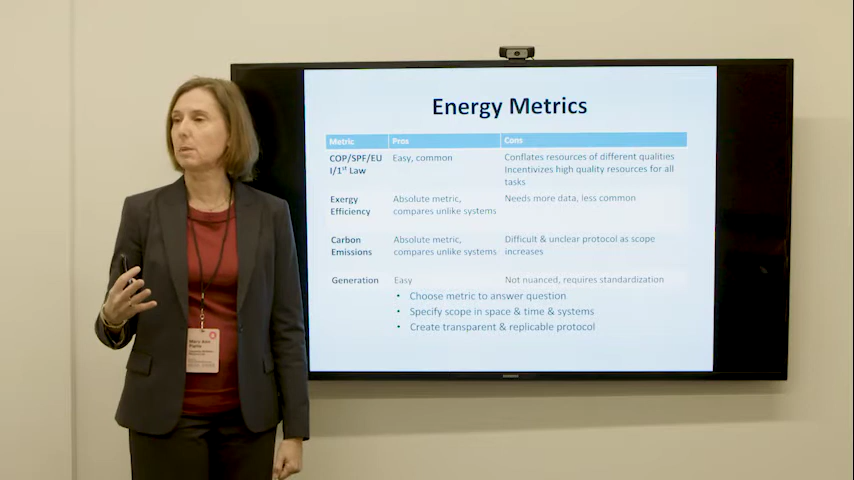 Energy Metrics
Metric Pros Cons
COP/SPF/EU Easy, common Conflates resources of different qualities
I/1st Law Incentivizes high quality resources for all
tasks
Exergy Absolute metric, Needs more data, less common
Efficiency compares unlike systems
Carbon Absolute metric, Difficult & unclear protocol as scope
Emissions compares unlike systems increases
Generation Easy Not nuanced, requires standardization
• Choose metric to answer question
• Specify scope in space & time & systems
• Create transparent & replicable protocol
Mary Ann